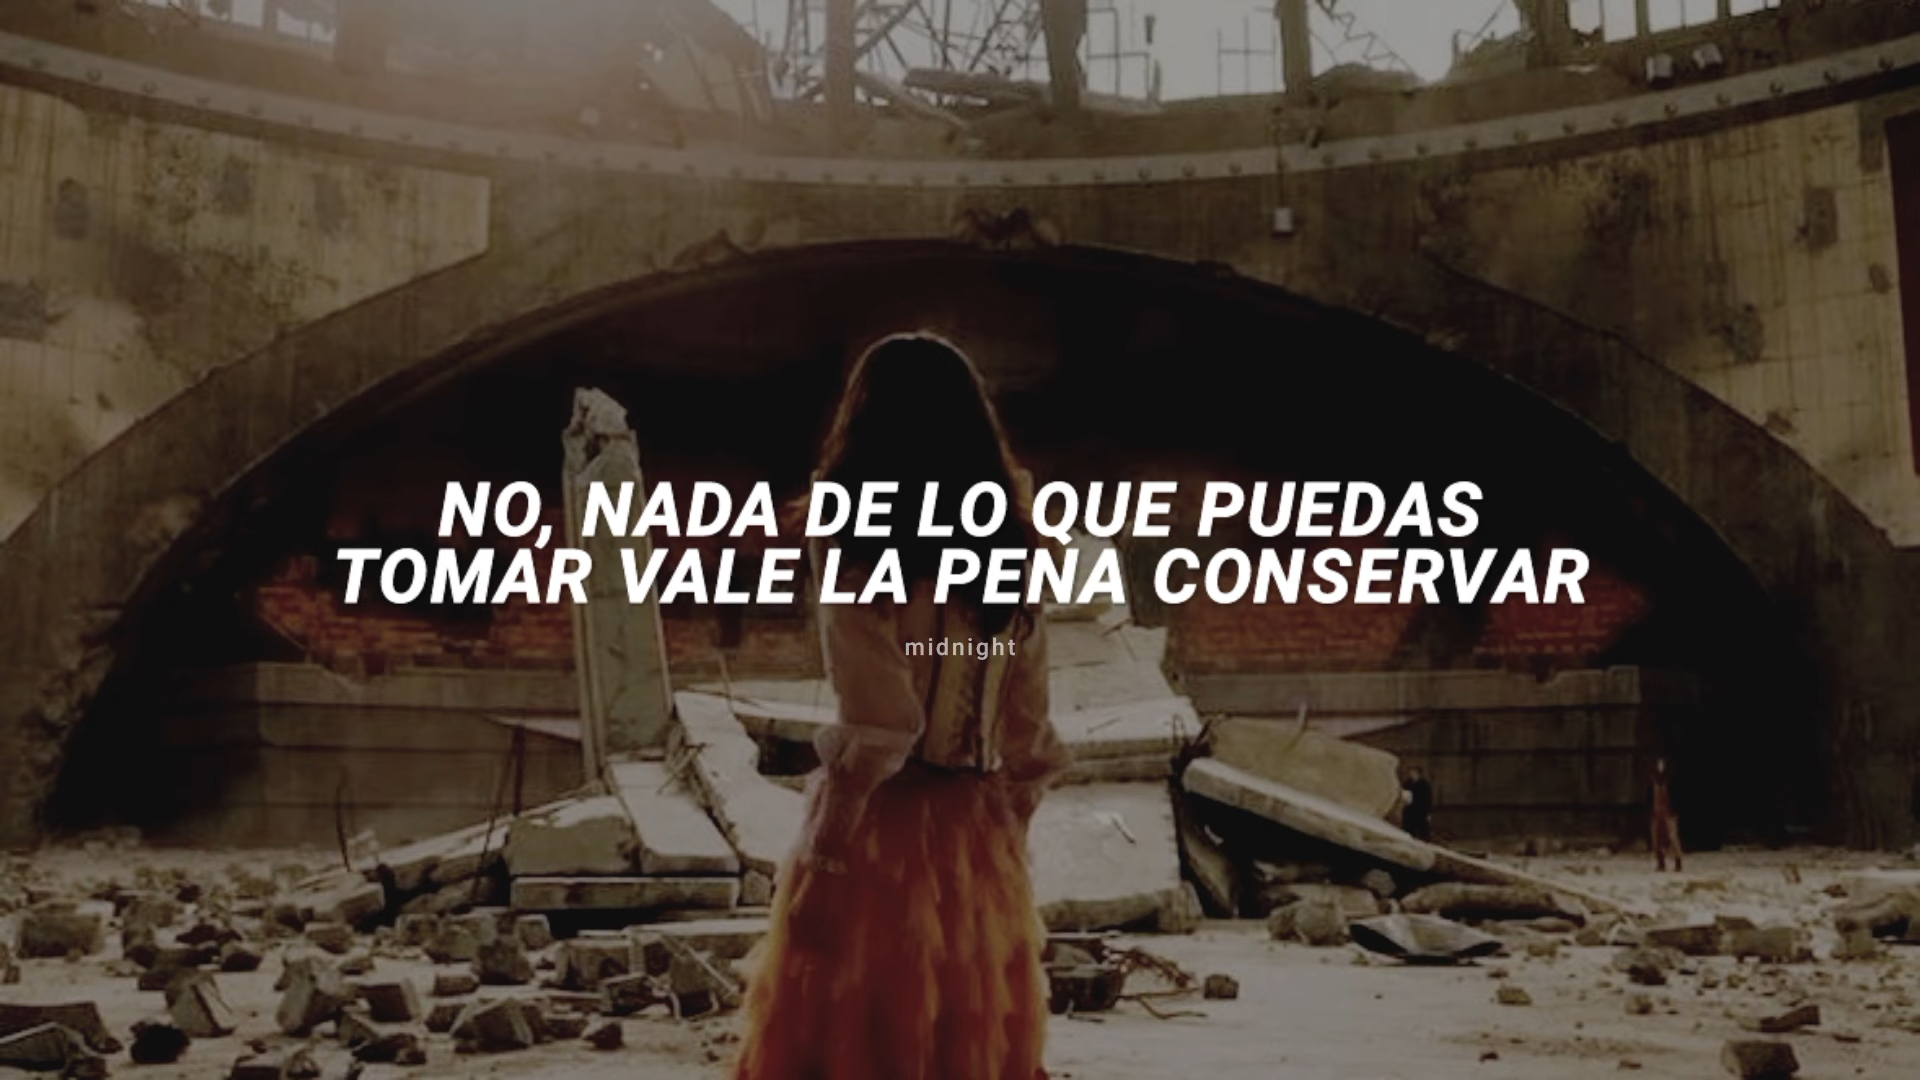 NO, NADA DE LO QUE PUEDAS
TOMAR VALE LA PENA CONSERVAR
midnight